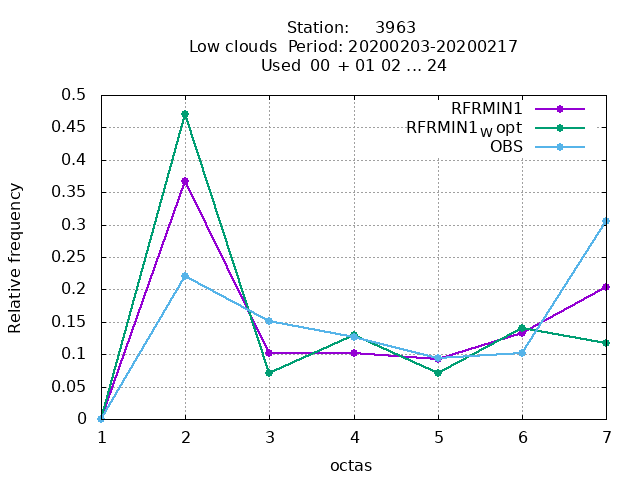 Station: 3963
Low clouds Period: 20200203-20200217
Used 00 + 01 02 ... 24
RFRMIN1
RFRMIN1W opt
OBS
Relative frequency
0.5
0.45
0.4
0.35
0.3
0.25
0.2
0.15
0.1
0.05
0
1 2 3 4 5 6 7
octas